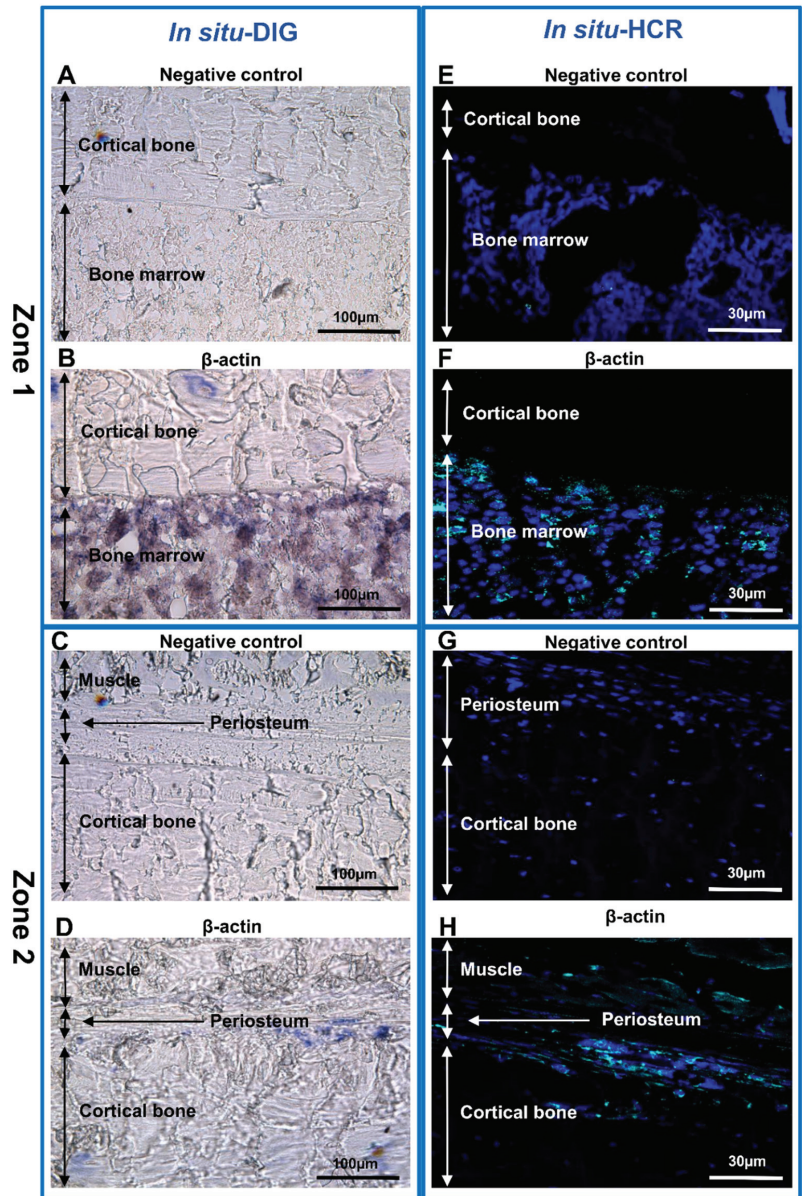 In situ-DIG
In situ-HCR
Zone 1
A
Negative control
Cortical bone
Bone marrow
100µm
E
Negative control
Cortical bone
Bone marrow
30µm
B
β-actin
Cortical bone
Bone marrow
100µm
F
β-actin
Cortical bone
Bone marrow
30µm
Zone 2
C
Negative control
Muscle
Periosteum
Cortical bone
100µm
G
Negative control
Periosteum
Cortical bone
30µm
D
β-actin
Muscle
Periosteum
Cortical bone
100µm
H
β-actin
Muscle
Periosteum
Cortical bone
30µm